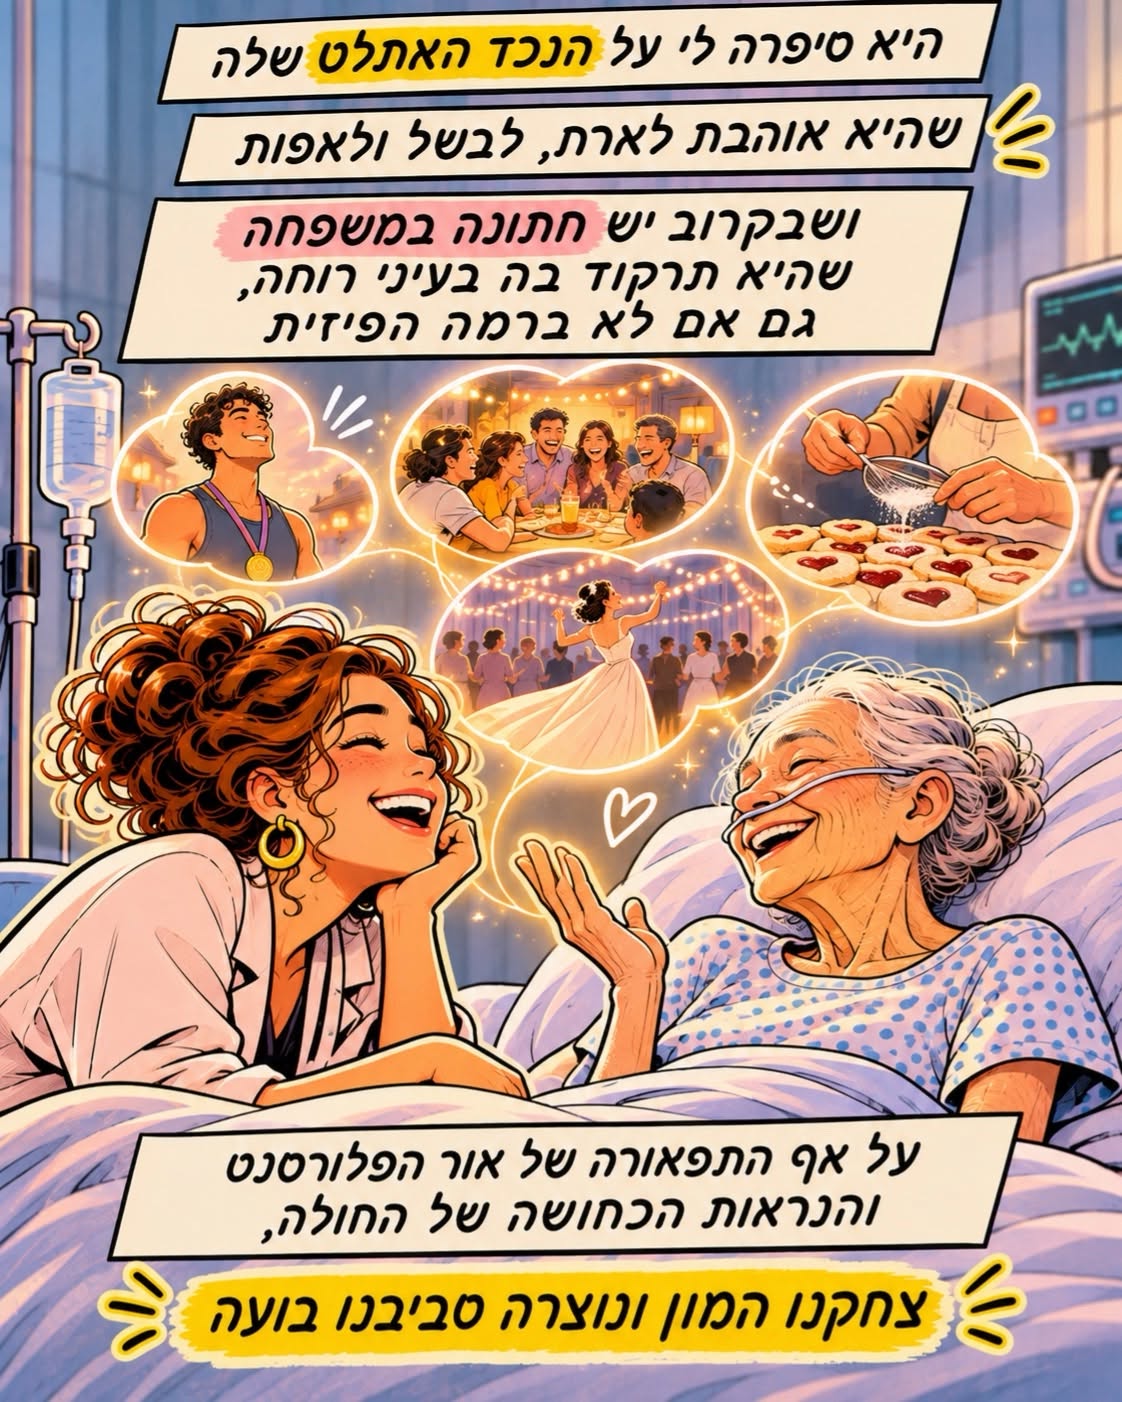 היא סיפרה לי על הנכד האתלט שלה
שהיא אוהבת לארח, לבשל ולאפות
ושבקרוב יש חתונה במשפחה
שהיא תרקוד בה בעיני רוחה,
גם אם לא ברמה הפיזית
על אף התפאורה של אור הפלורסנט
והנראות הכחושה של החולה,
צחקנו המון ונוצרה סביבנו בועה